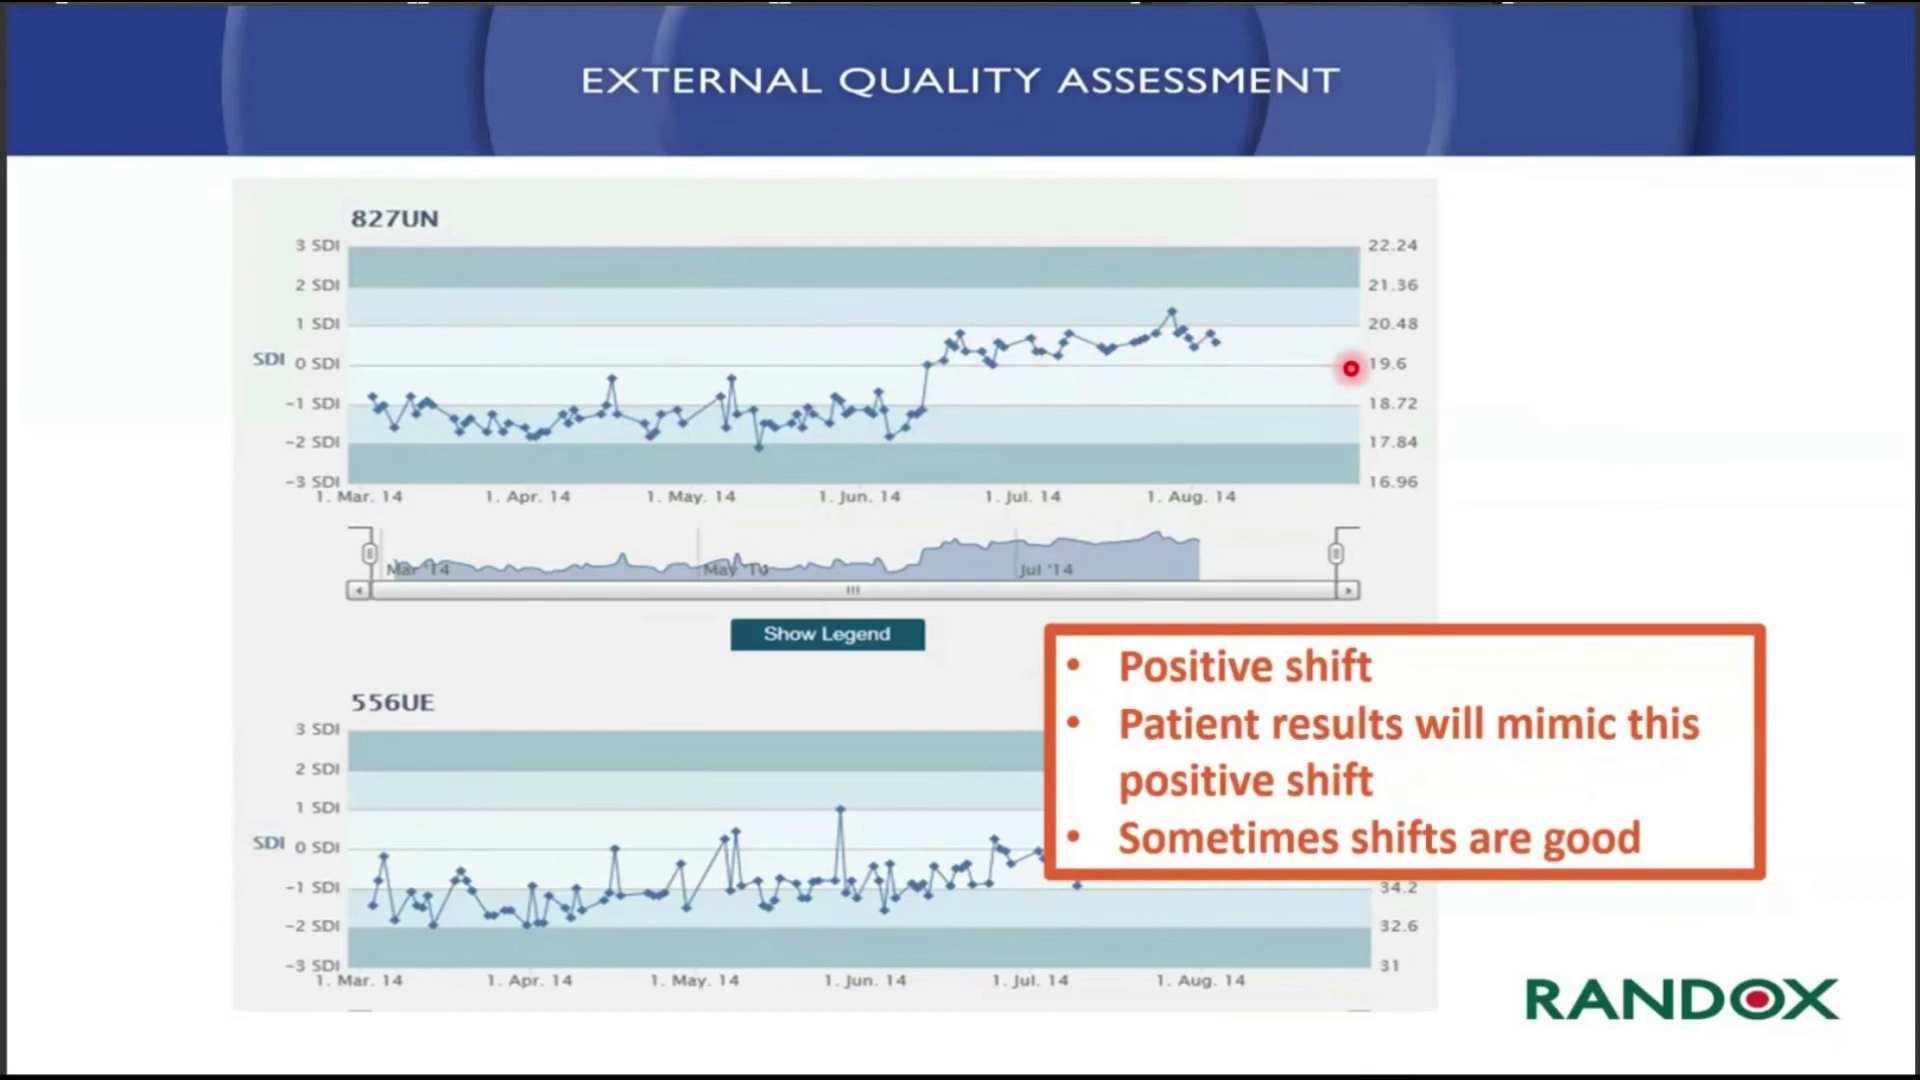 EXTERNAL QUALITY ASSESSMENT
827UN
3 SDI
22.24
2 SDI
21.36
1 SDI
20.48
SDI
0 SDI
19.6
-1 SDI
18.72
-2 SDI
17.84
-3 SDI
16.96
1. Mar. 14
1. Apr. 14
1. May. 14
1. Jun. 14
1. Jul. 14
1. Aug. 14
Mar '14
May '14
Jul '14
Show Legend
556UE
3 SDI
2 SDI
1 SDI
SDI
0 SDI
-1 SDI
34.2
-2 SDI
32.6
-3 SDI
31
1. Mar. 14
1. Apr. 14
1. May. 14
1. Jun. 14
1. Jul. 14
1. Aug. 14
• Positive shift
• Patient results will mimic this
positive shift
• Sometimes shifts are good
RANDOX